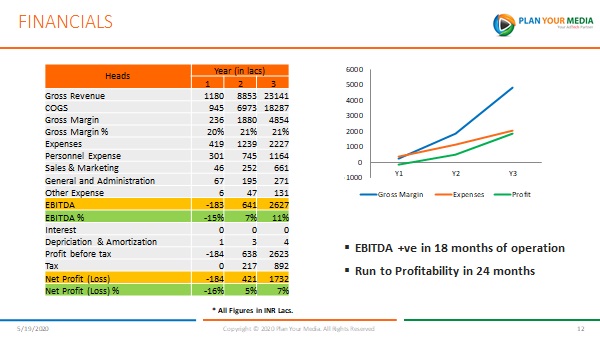 FINANCIALS
PLAN YOUR MEDIA
Your AdTech Partner
Heads Year (in lacs)
1 2 3
Gross Revenue 1180 8853 23141
COGS 945 6973 18287
Gross Margin 236 1880 4854
Gross Margin % 20% 21% 21%
Expenses 419 1239 2227
Personnel Expense 301 745 1164
Sales & Marketing 46 252 661
General and Administration 67 195 271
Other Expense 6 47 131
EBITDA -183 641 2627
EBITDA % -15% 7% 11%
Interest 0 0 0
Depriciation & Amortization 1 3 4
Profit before tax -184 638 2623
Tax 0 217 892
Net Profit (Loss) -184 421 1732
Net Profit (Loss) % -16% 5% 7%
* All Figures in INR Lacs.
6000
5000
4000
3000
2000
1000
0
-1000
Y1 Y2 Y3
Gross Margin Expenses Profit
▪ EBITDA +ve in 18 months of operation
▪ Run to Profitability in 24 months
5/19/2020 Copyright © 2020 Plan Your Media. All Rights Reserved 12